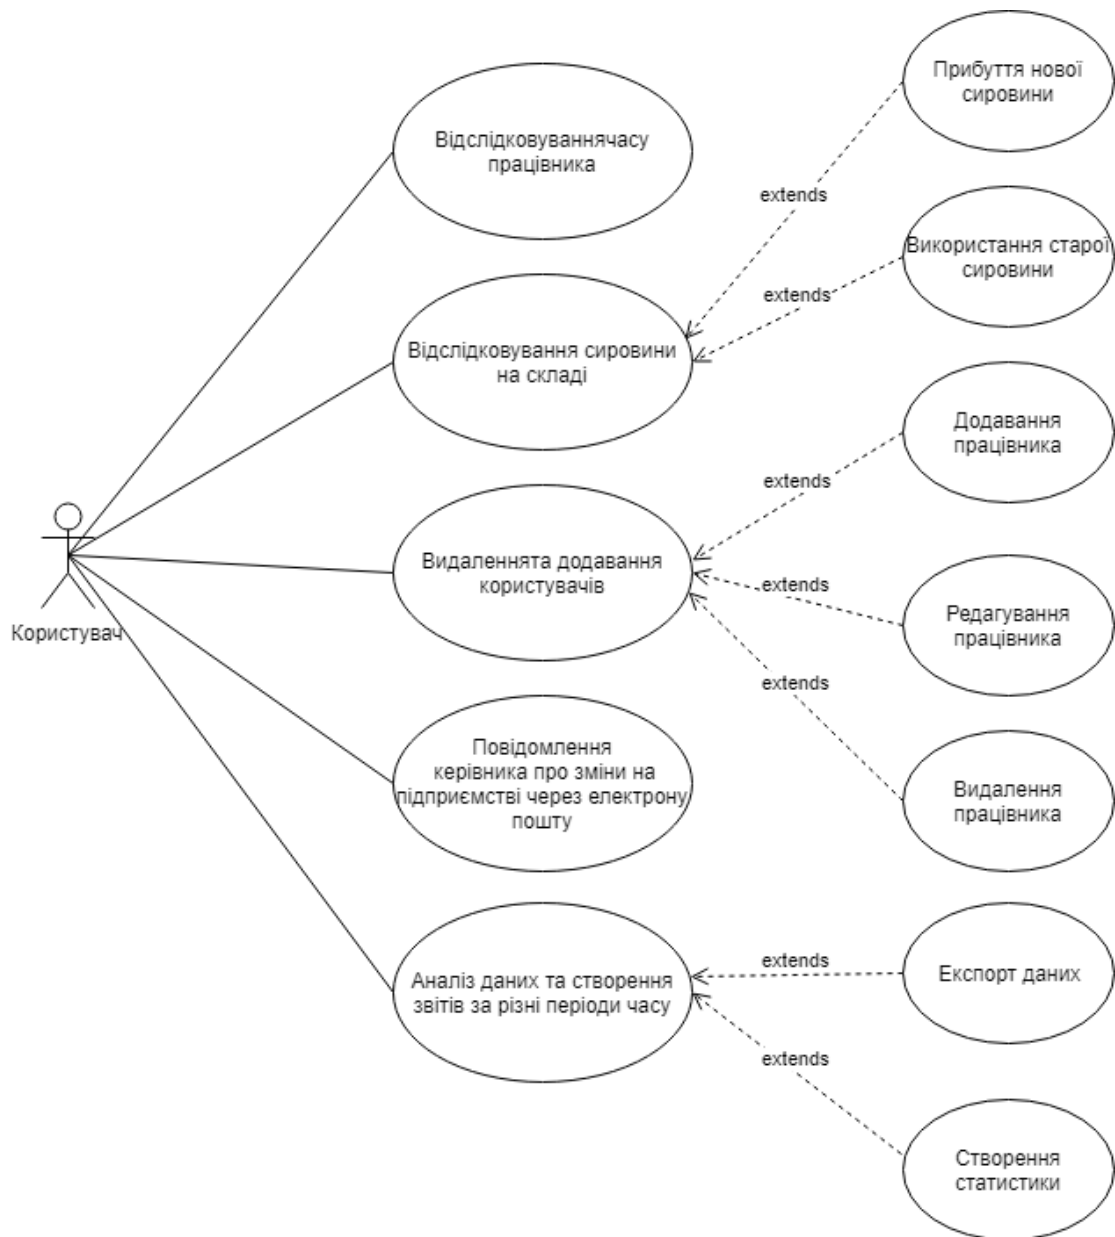 Прибуття нової
сировини
Відслідковуваннячасу
працівника
extends
Використання старої
сировини
extends
Відслідковування сировини
на складі
Додавання
працівника
extends
Видаленнята додавання
користувачів
extends
Редагування
працівника
Користувач
extends
Повідомлення
керівника про зміни на
підприємстві через електрону
пошту
Видалення
працівника
extends
Аналіз даних та створення
звітів за різні періоди часу
Експорт даних
extends
Створення
статистики